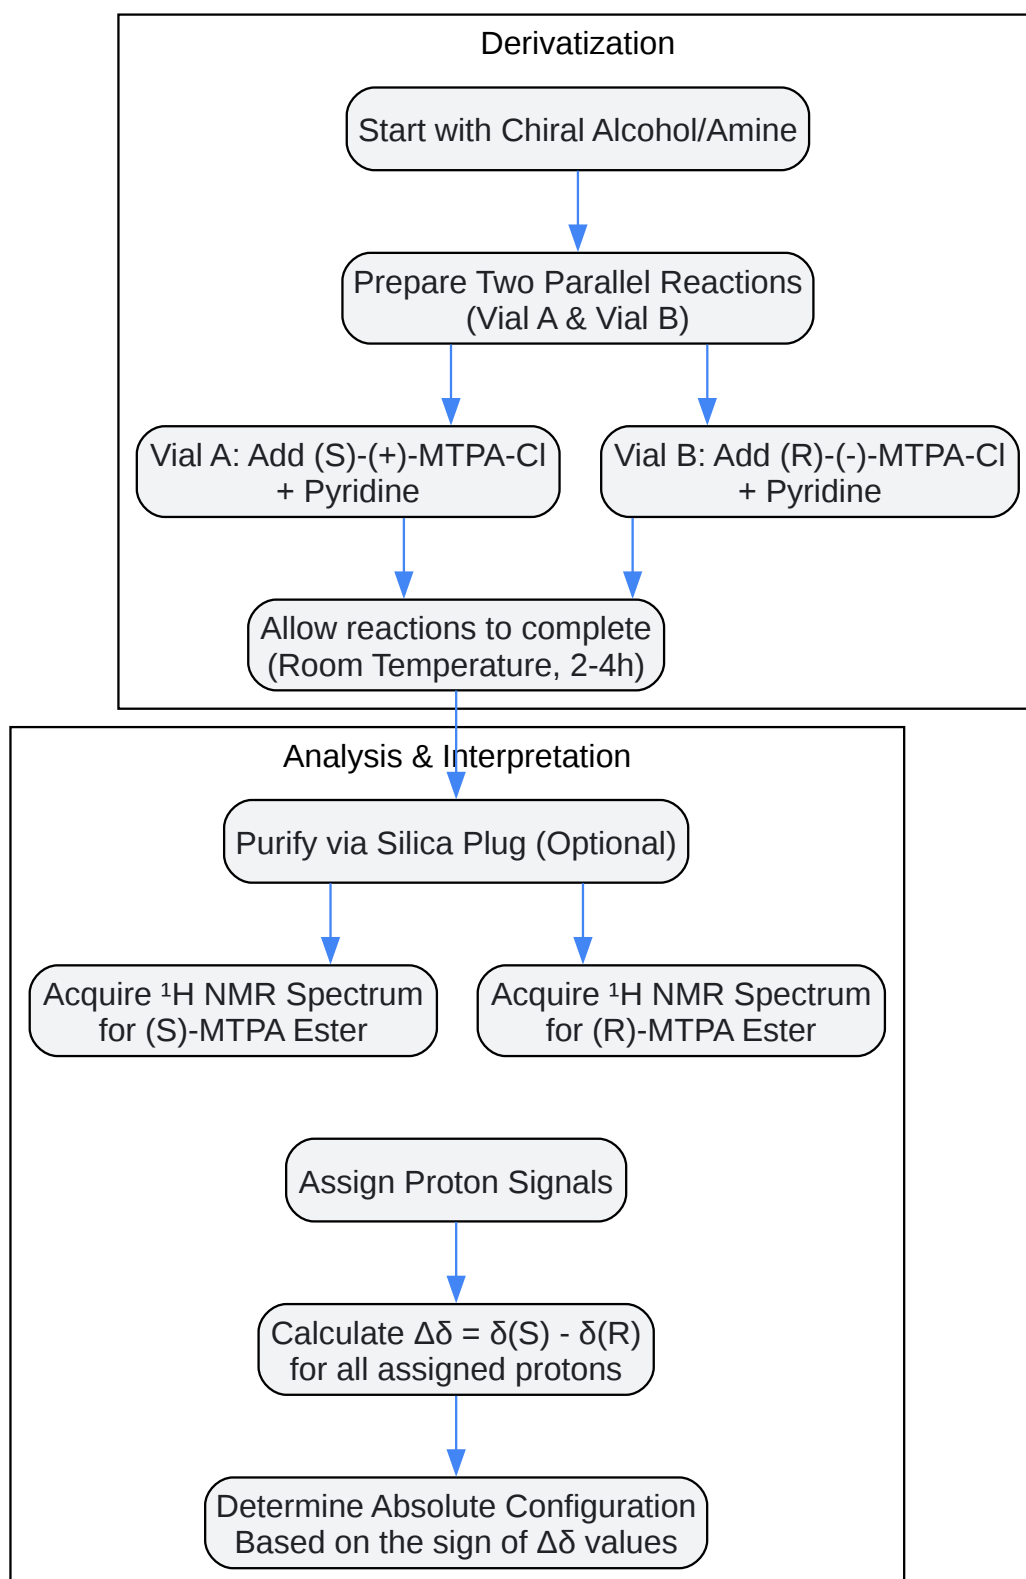 Derivatization
Start with Chiral Alcohol/Amine
Prepare Two Parallel Reactions
(Vial A & Vial B)
Vial A: Add (S)-(+)-MTPA-Cl
+ Pyridine
Vial B: Add (R)-(-)-MTPA-Cl
+ Pyridine
Allow reactions to complete
(Room Temperature, 2-4h)
Analysis & Interpretation
Purify via Silica Plug (Optional)
Acquire ¹H NMR Spectrum
for (S)-MTPA Ester
Acquire ¹H NMR Spectrum
for (R)-MTPA Ester
Assign Proton Signals
Calculate Δδ = δ(S) - δ(R)
for all assigned protons
Determine Absolute Configuration
Based on the sign of Δδ values